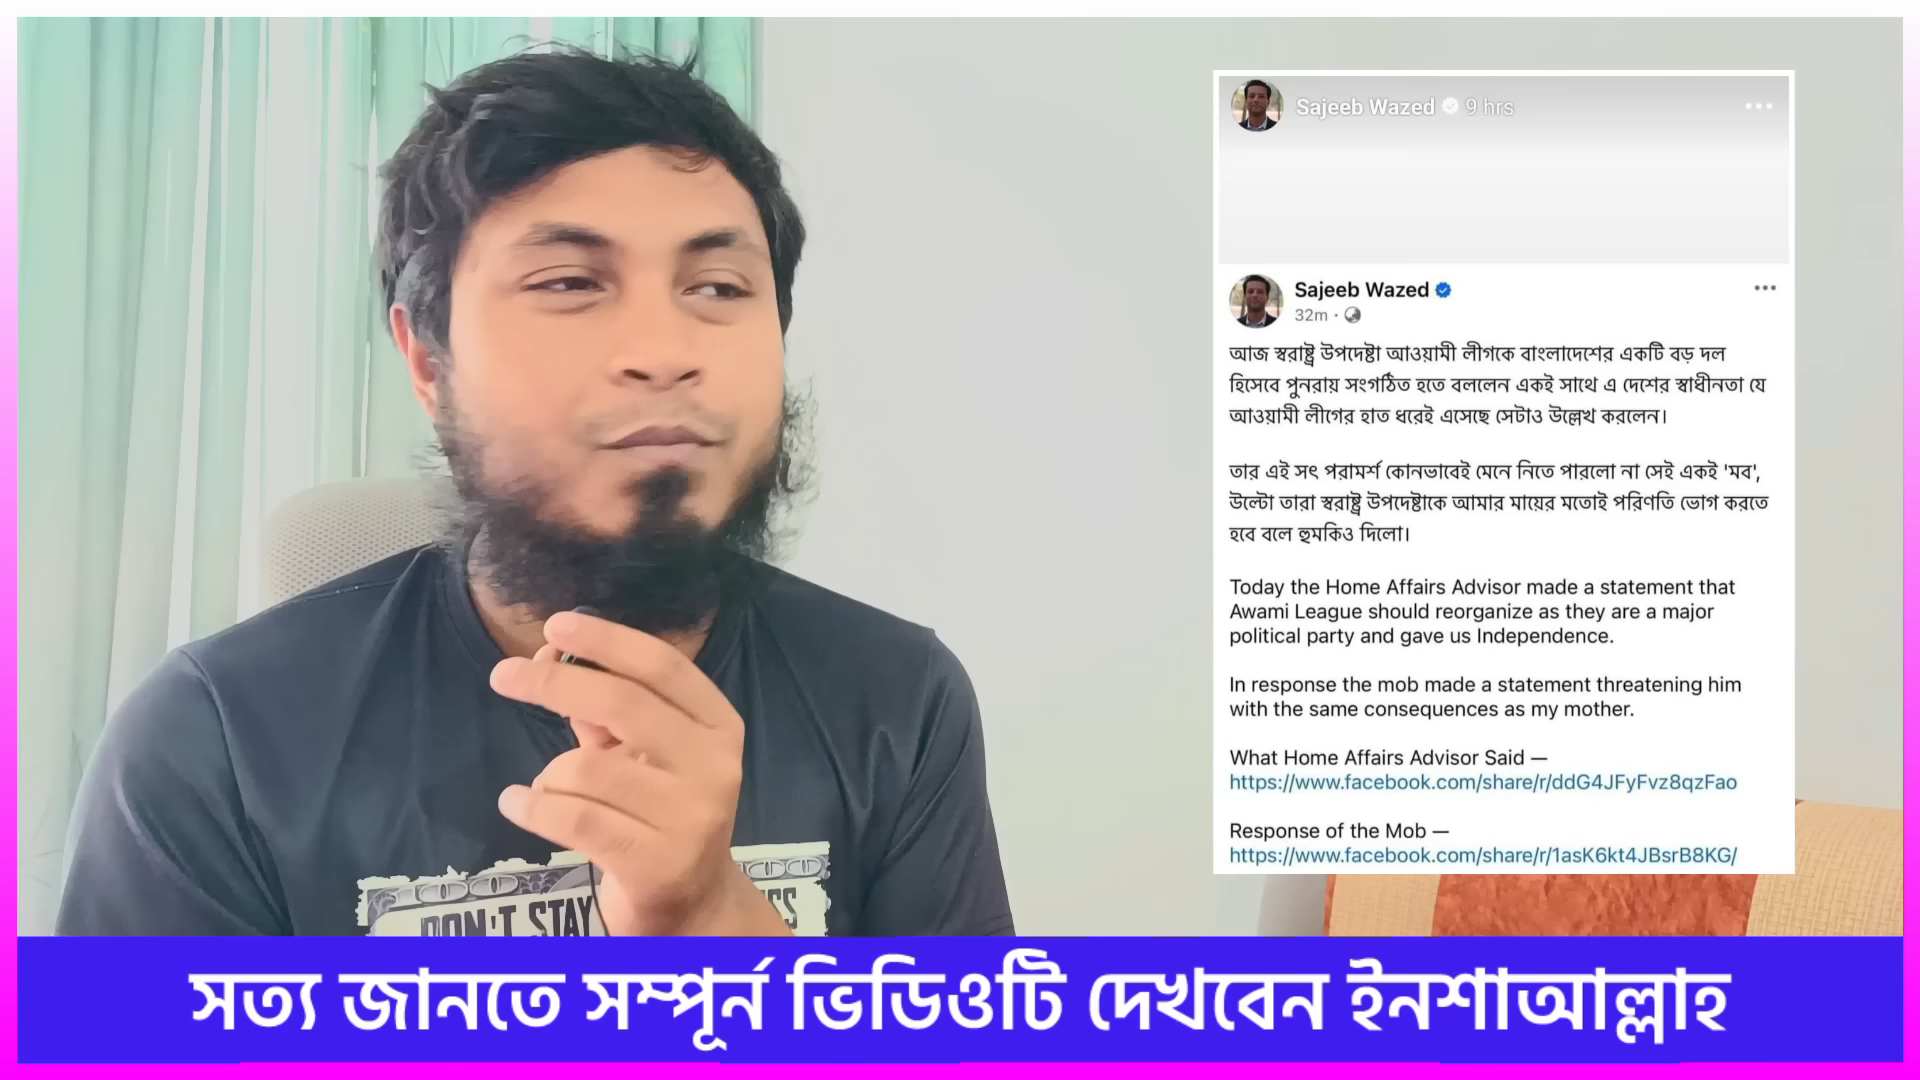 Sajeeb Wazed 9 hrs
Sajeeb Wazed
32m
আজ স্বরাষ্ট্র উপদেষ্টা আওয়ামী লীগকে বাংলাদেশের একটি বড় দল
হিসেবে পুনরায় সংগঠিত হতে বললেন একই সাথে এ দেশের স্বাধীনতা যে
আওয়ামী লীগের হাত ধরেই এসেছে সেটাও উল্লেখ করলেন।
তার এই সৎ পরামর্শ কোনভাবেই মেনে নিতে পারলো না সেই একই 'মব',
উল্টো তারা স্বরাষ্ট্র উপদেষ্টাকে আমার মায়ের মতোই পরিণতি ভোগ করতে
হবে বলে হুমকিও দিলো।
Today the Home Affairs Advisor made a statement that
Awami League should reorganize as they are a major
political party and gave us Independence.
In response the mob made a statement threatening him
with the same consequences as my mother.
What Home Affairs Advisor Said —
https://www.facebook.com/share/r/ddG4JFyFvz8qzFao
Response of the Mob —
https://www.facebook.com/share/r/1asK6kt4JBsrB8KG/
DON'T STAY
সত্য জানতে সম্পূর্ন ভিডিওটি দেখবেন ইনশাআল্লাহ